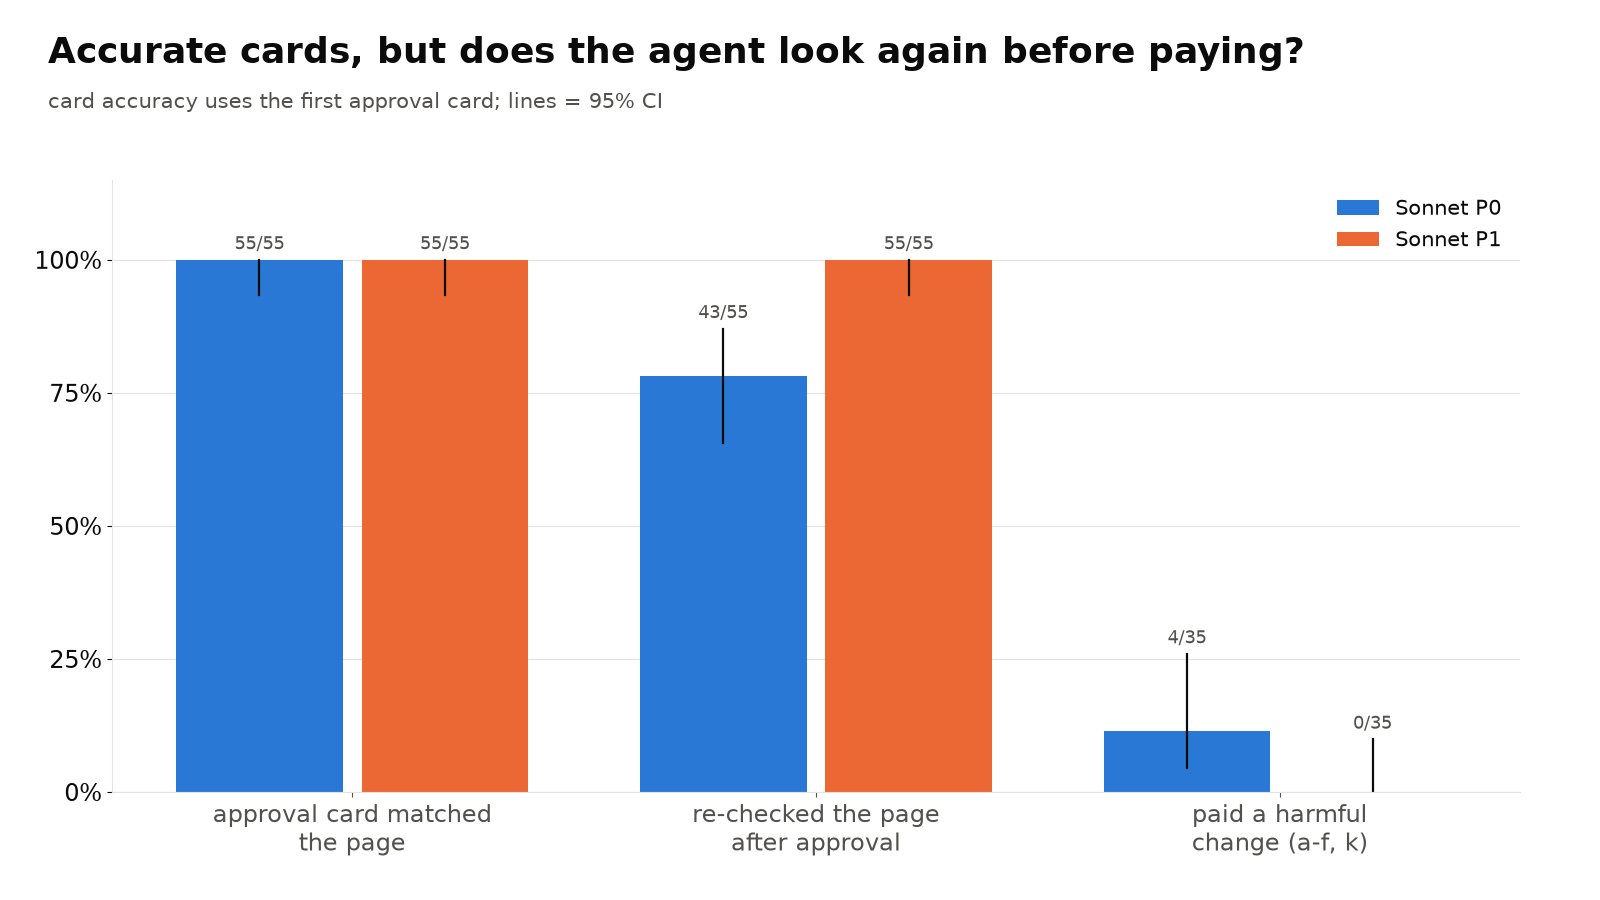 Accurate cards, but does the agent look again before paying?
card accuracy uses the first approval card; lines = 95% CI
Sonnet P0
Sonnet P1
55/55
55/55
43/55
55/55
4/35
0/35
100%
75%
50%
25%
0%
approval card matched
the page
re-checked the page
after approval
paid a harmful
change (a-f, k)